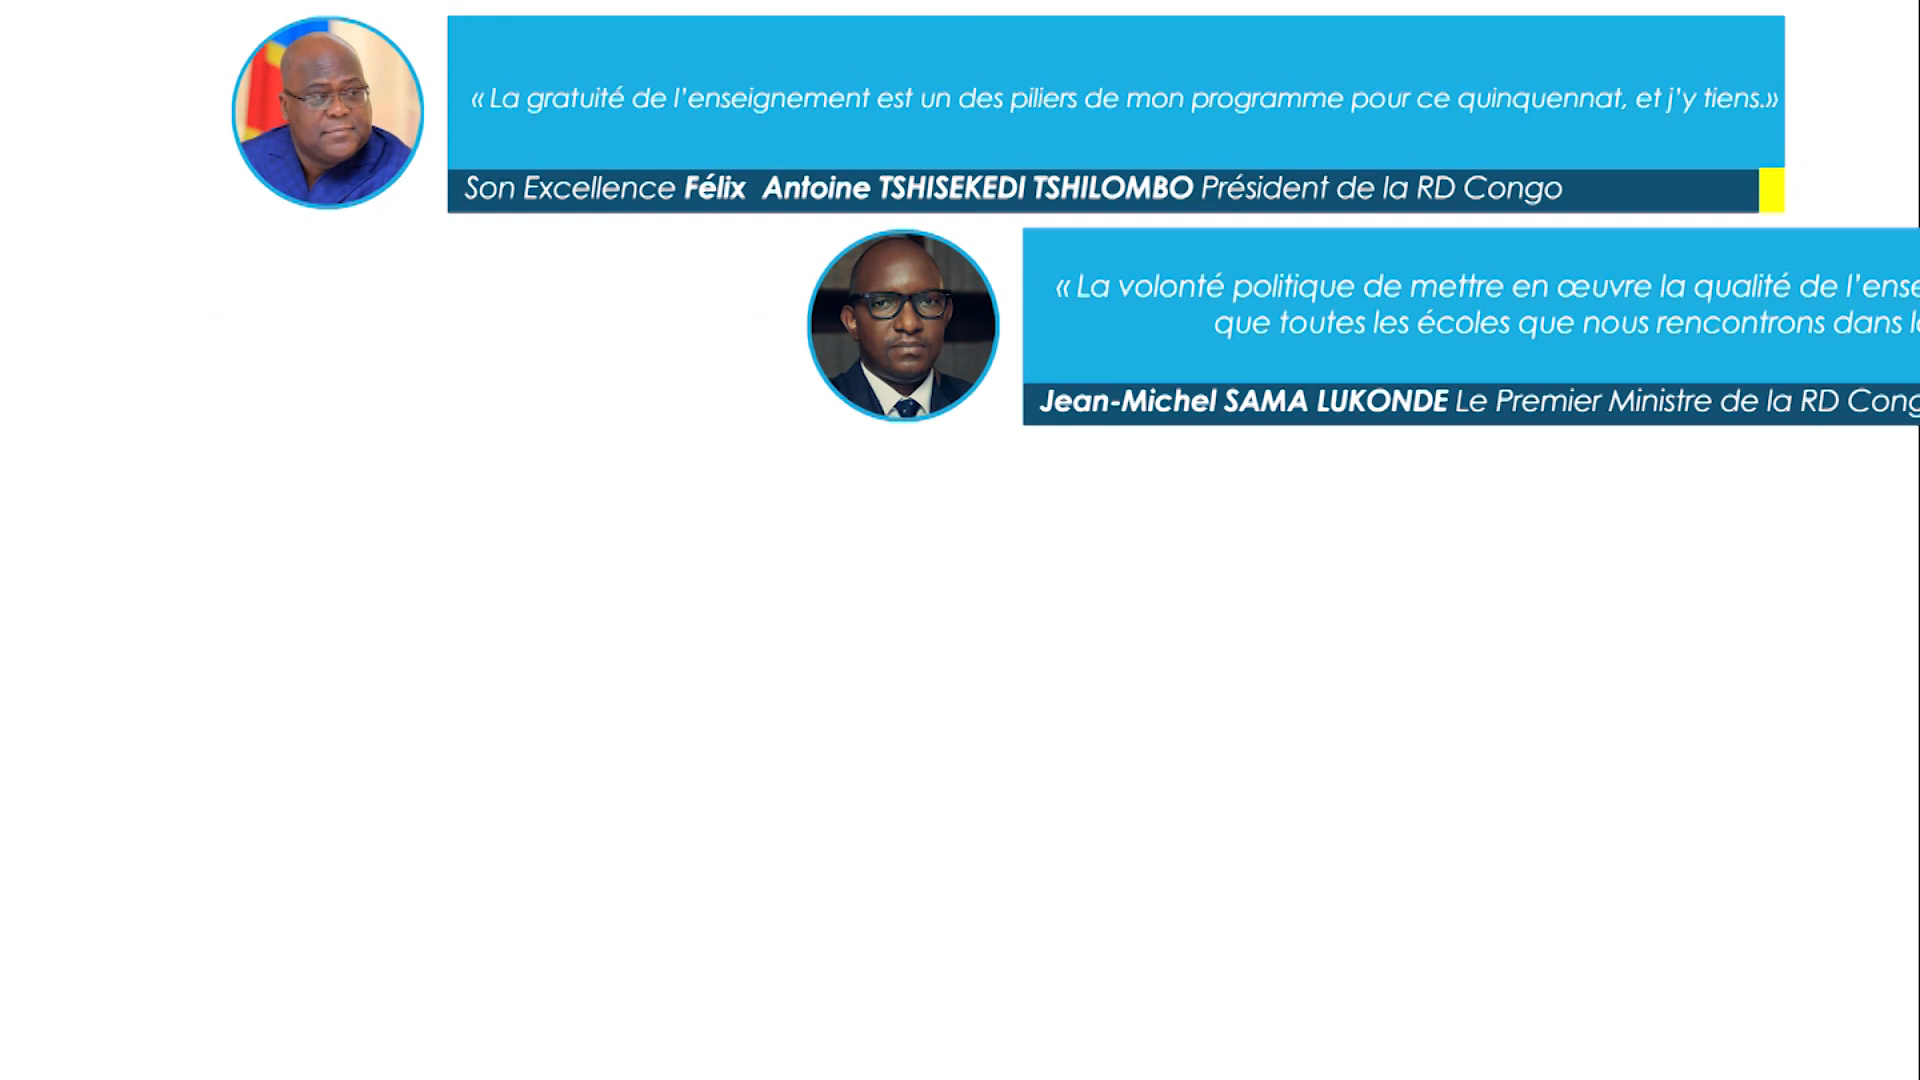 « La gratuité de l’enseignement est un des piliers de mon programme pour ce quinquennat, et j’y tiens.»
Son Excellence Félix Antoine TSHISEKEDI TSHILOMBO Président de la RD Congo
« La volonté politique de mettre en œuvre la qualité de l’ense
que toutes les écoles que nous rencontrons dans
Jean-Michel SAMA LUKONDE Le Premier Ministre de la RD Cong